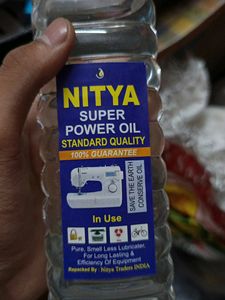 NITYA
SUPER
POWER OIL
STANDARD QUALITY
100% GUARANTEE
SAVE THE EARTH
CONSERVE OIL
In Use
Pure, Smell Less Lubricater,
For Long Lasting &
Efficiency Of Equipment
Repacked By : Nitya Traders INDIA